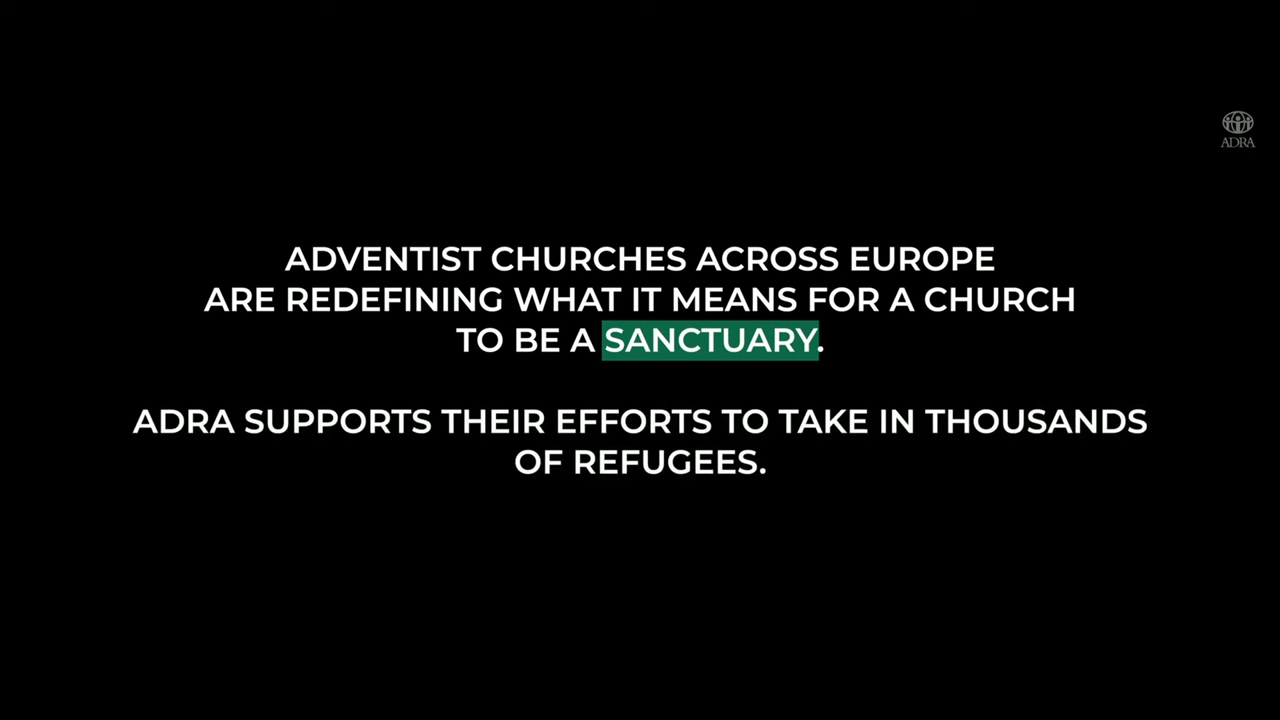 ADRA
ADVENTIST CHURCHES ACROSS EUROPE
ARE REDEFINING WHAT IT MEANS FOR A CHURCH
TO BE A SANCTUARY.
ADRA SUPPORTS THEIR EFFORTS TO TAKE IN THOUSANDS
OF REFUGEES.